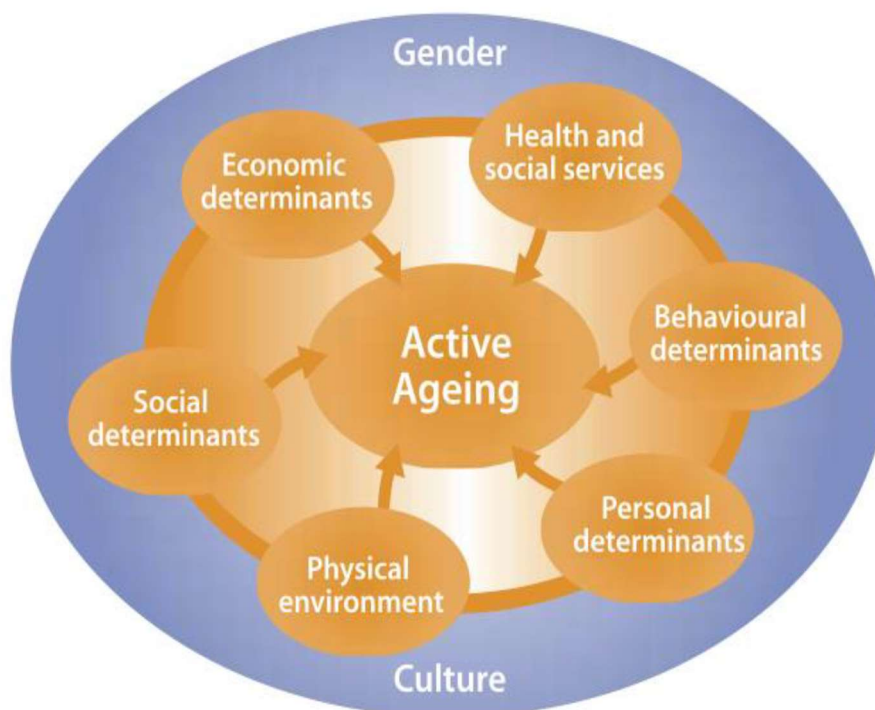 Gender
Economic
determinants
Health and
social services
Behavioural
determinants
Active
Ageing
Social
determinants
Personal
determinants
Physical
environment
Culture